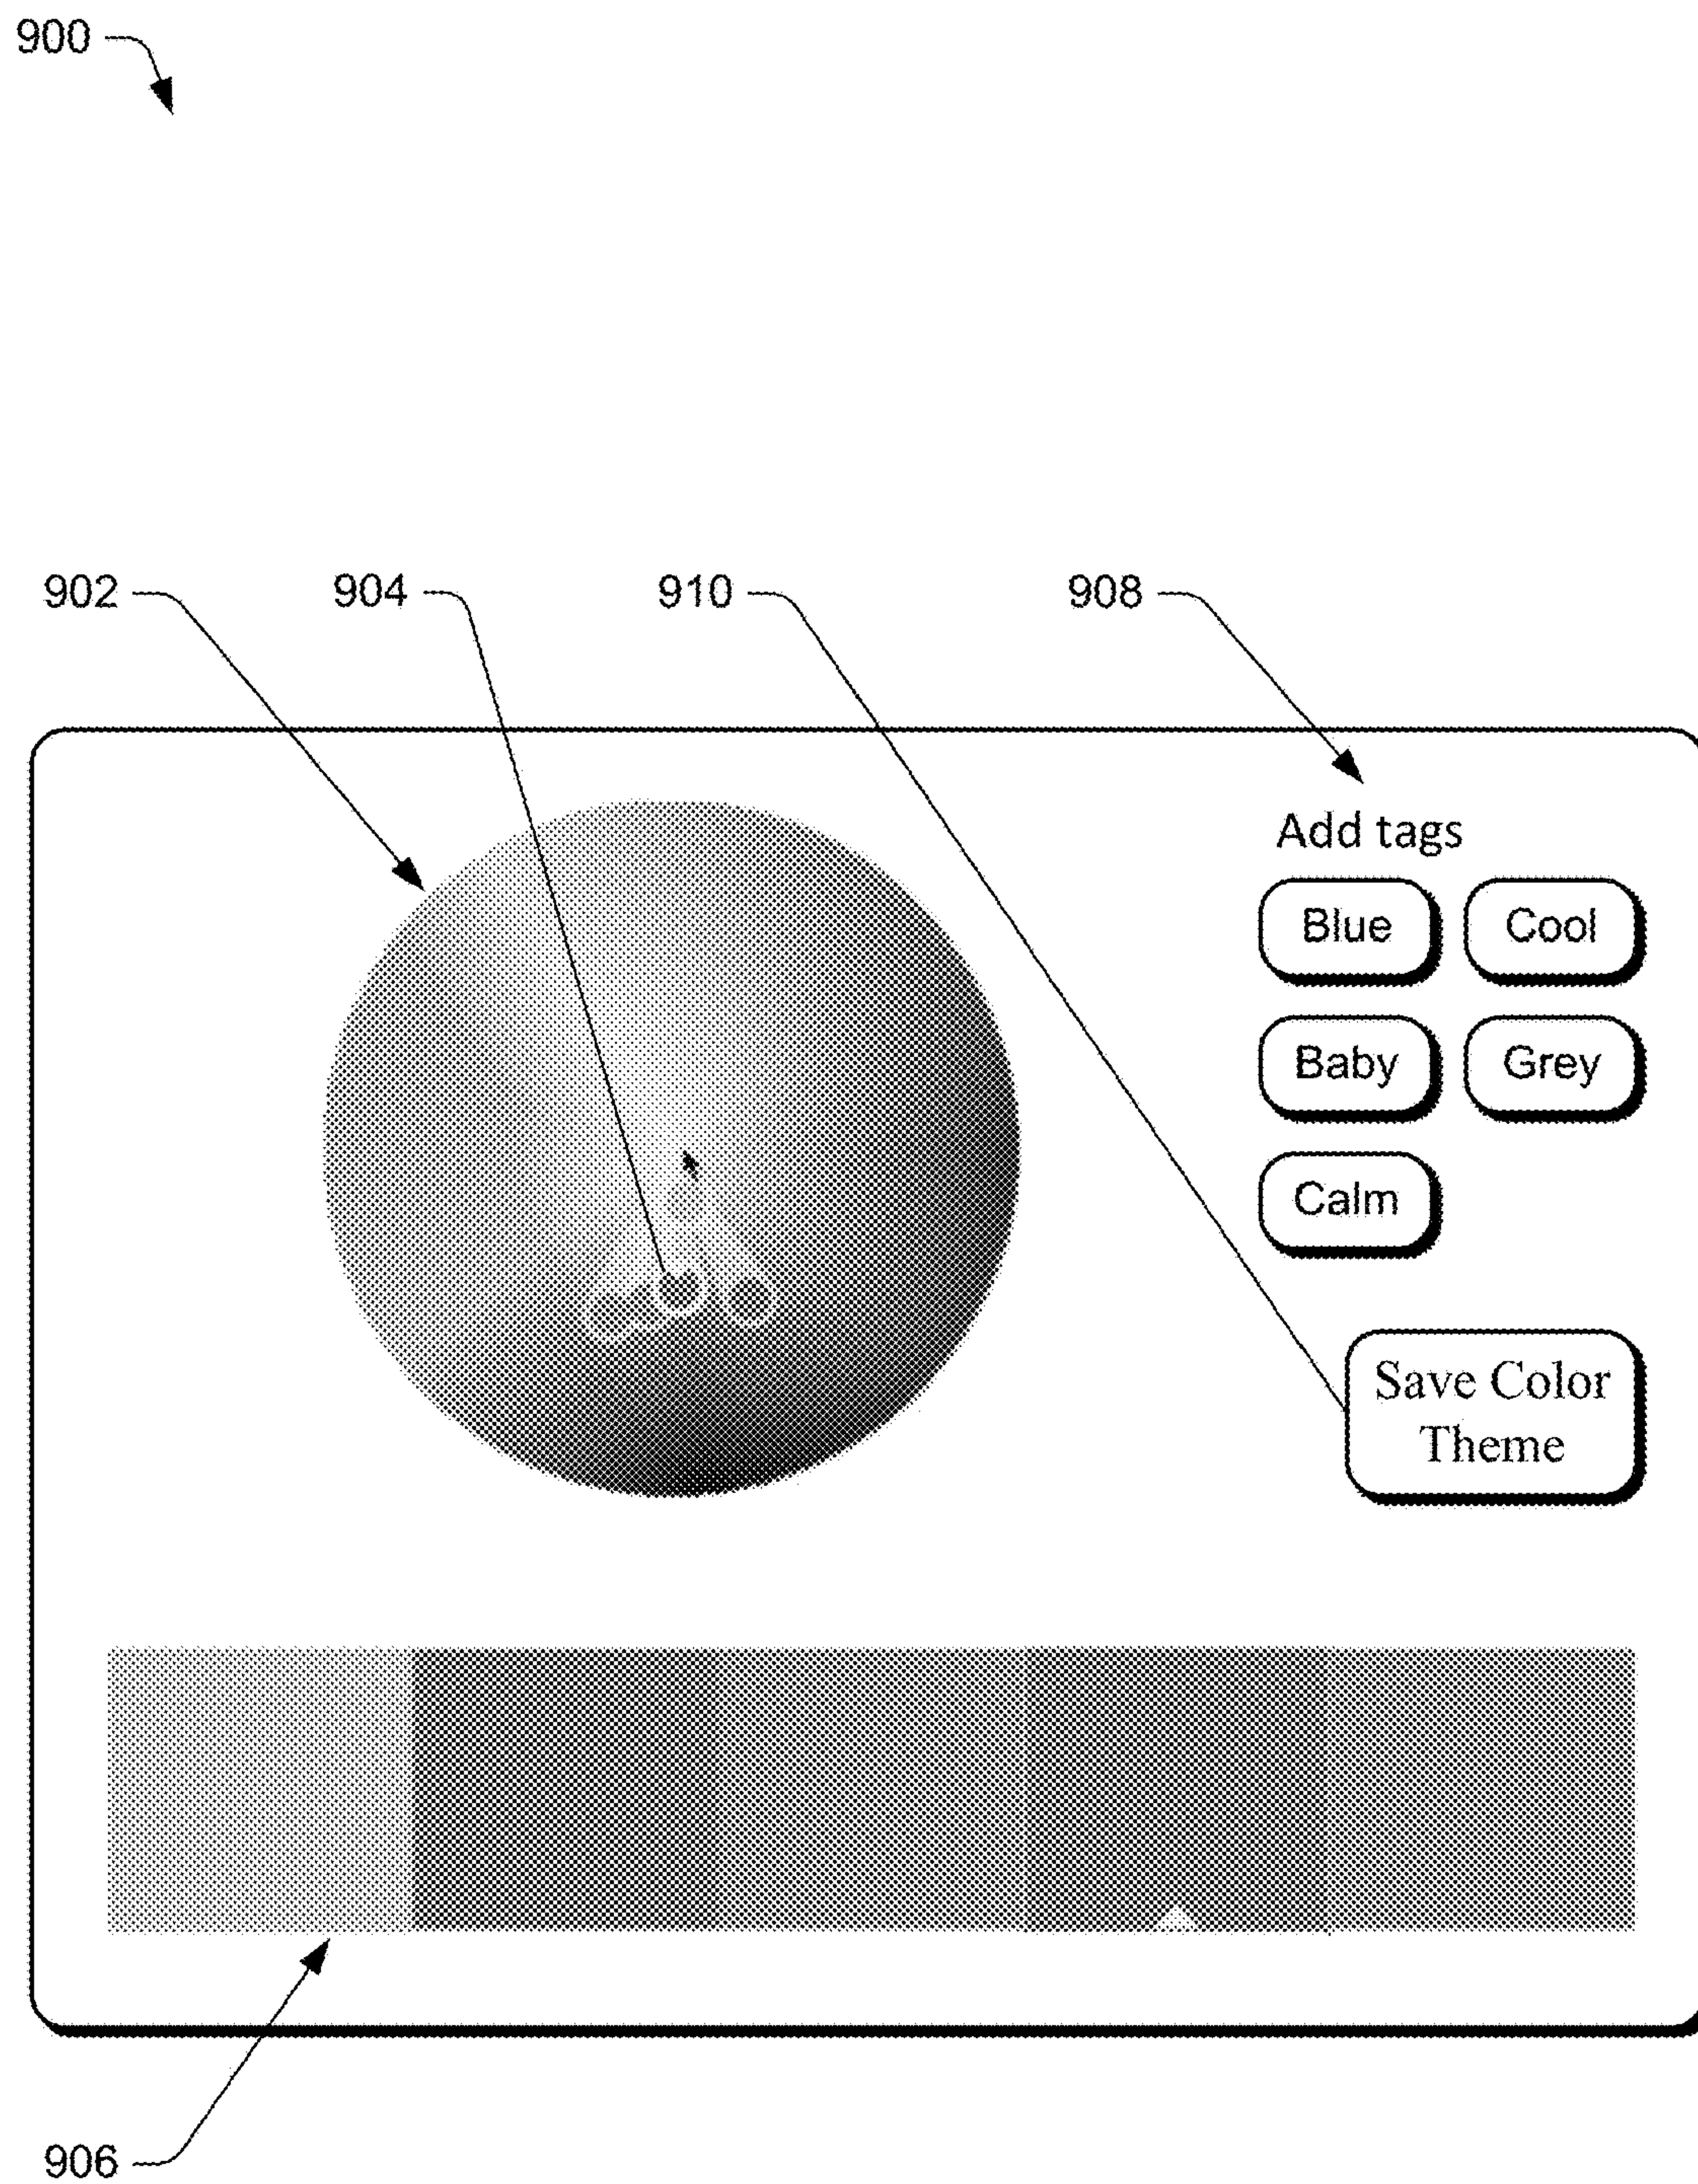 900
902 904 910 908
Add tags
Blue Cool
Baby Grey
Calm
Save Color
Theme
906